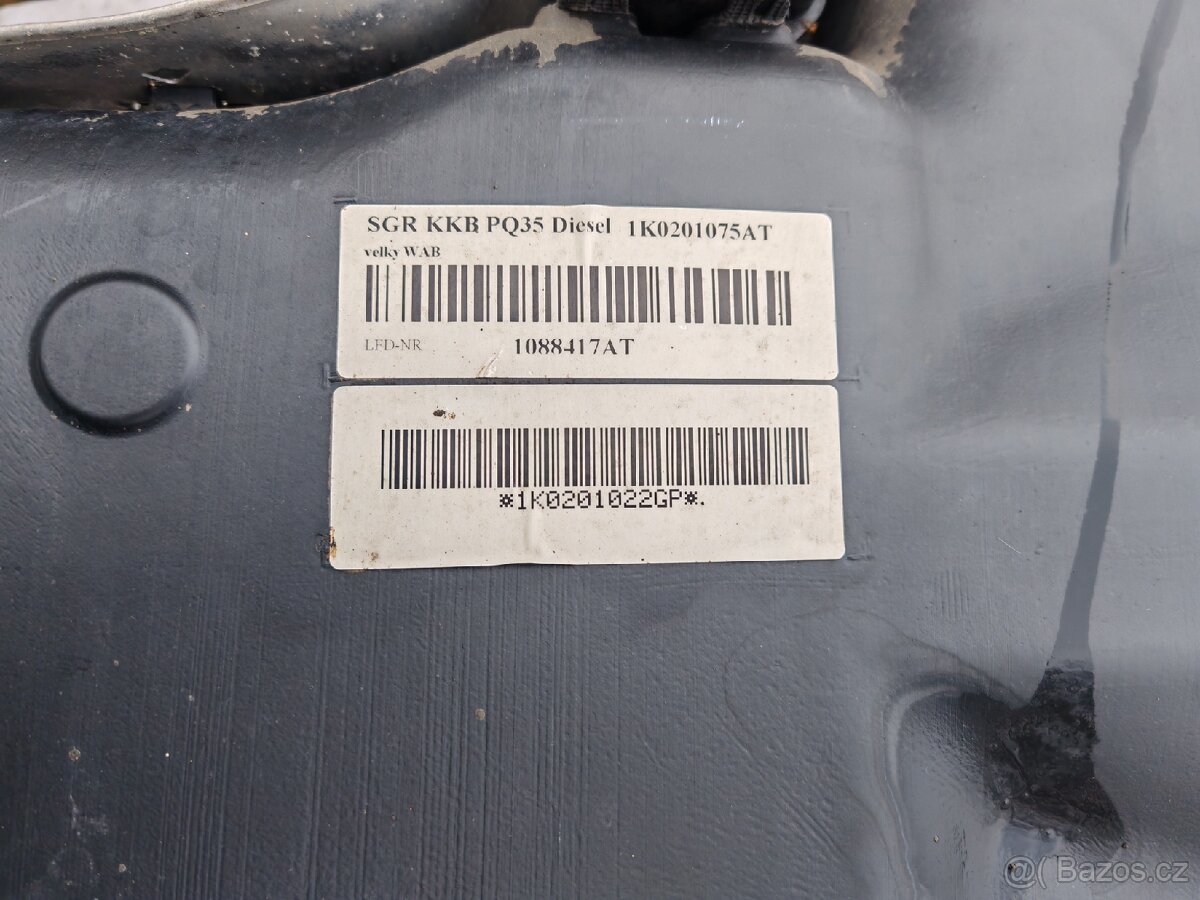 SGR KKB PQ35 Diesel 1K0201075AT
velky WAB
LFD-NR 1088417AT
*1K0201022GP*.
Bazos.cz